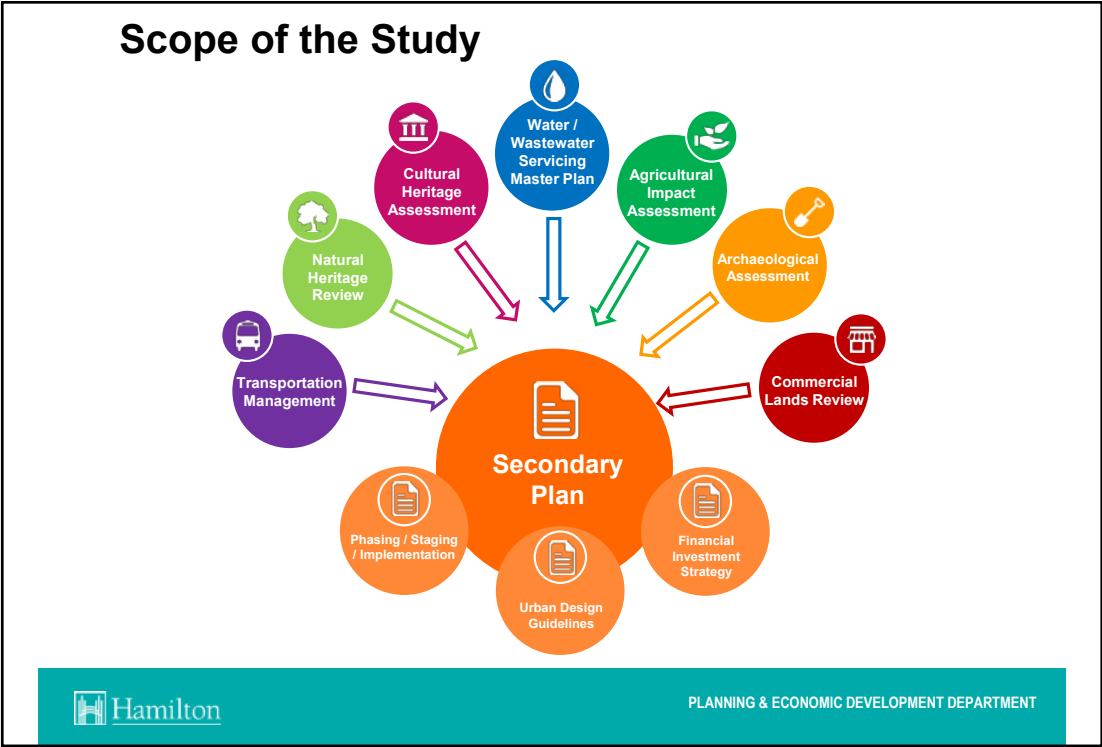 Scope of the Study
Water /
Wastewater
Servicing
Master Plan
Cultural
Heritage
Assessment
Agricultural
Impact
Assessment
Natural
Heritage
Review
Archaeological
Assessment
Transportation
Management
Commercial
Lands Review
Secondary
Plan
Phasing / Staging
/ Implementation
Urban Design
Guidelines
Financial
Investment
Strategy
Hamilton
PLANNING & ECONOMIC DEVELOPMENT DEPARTMENT